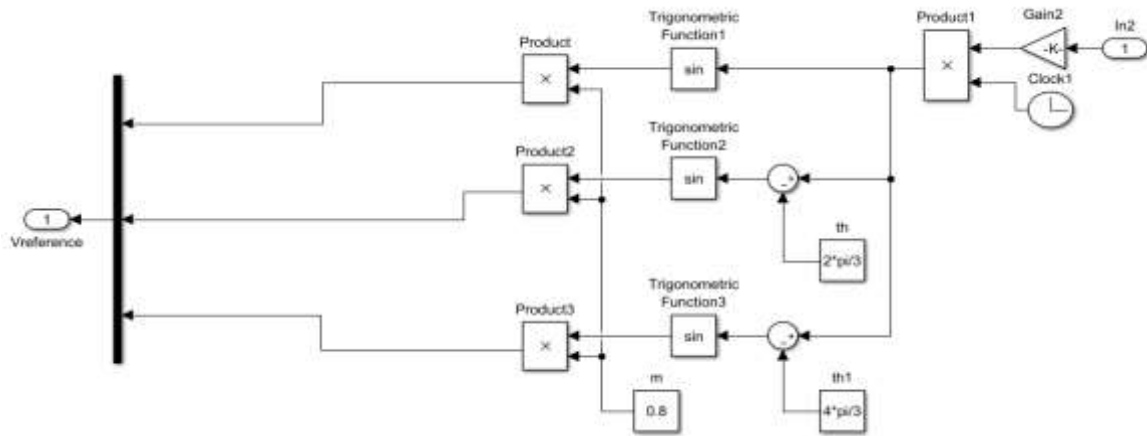 Trigonometric
Function1
Product1
Gain2
In2
Product
×
sin
×
-K-
1
Clock1
Trigonometric
Function2
Product2
×
sin
-+
1
Vreference
th
2*pi/3
Trigonometric
Function3
Product3
×
sin
-+
m
0.8
th1
4*pi/3